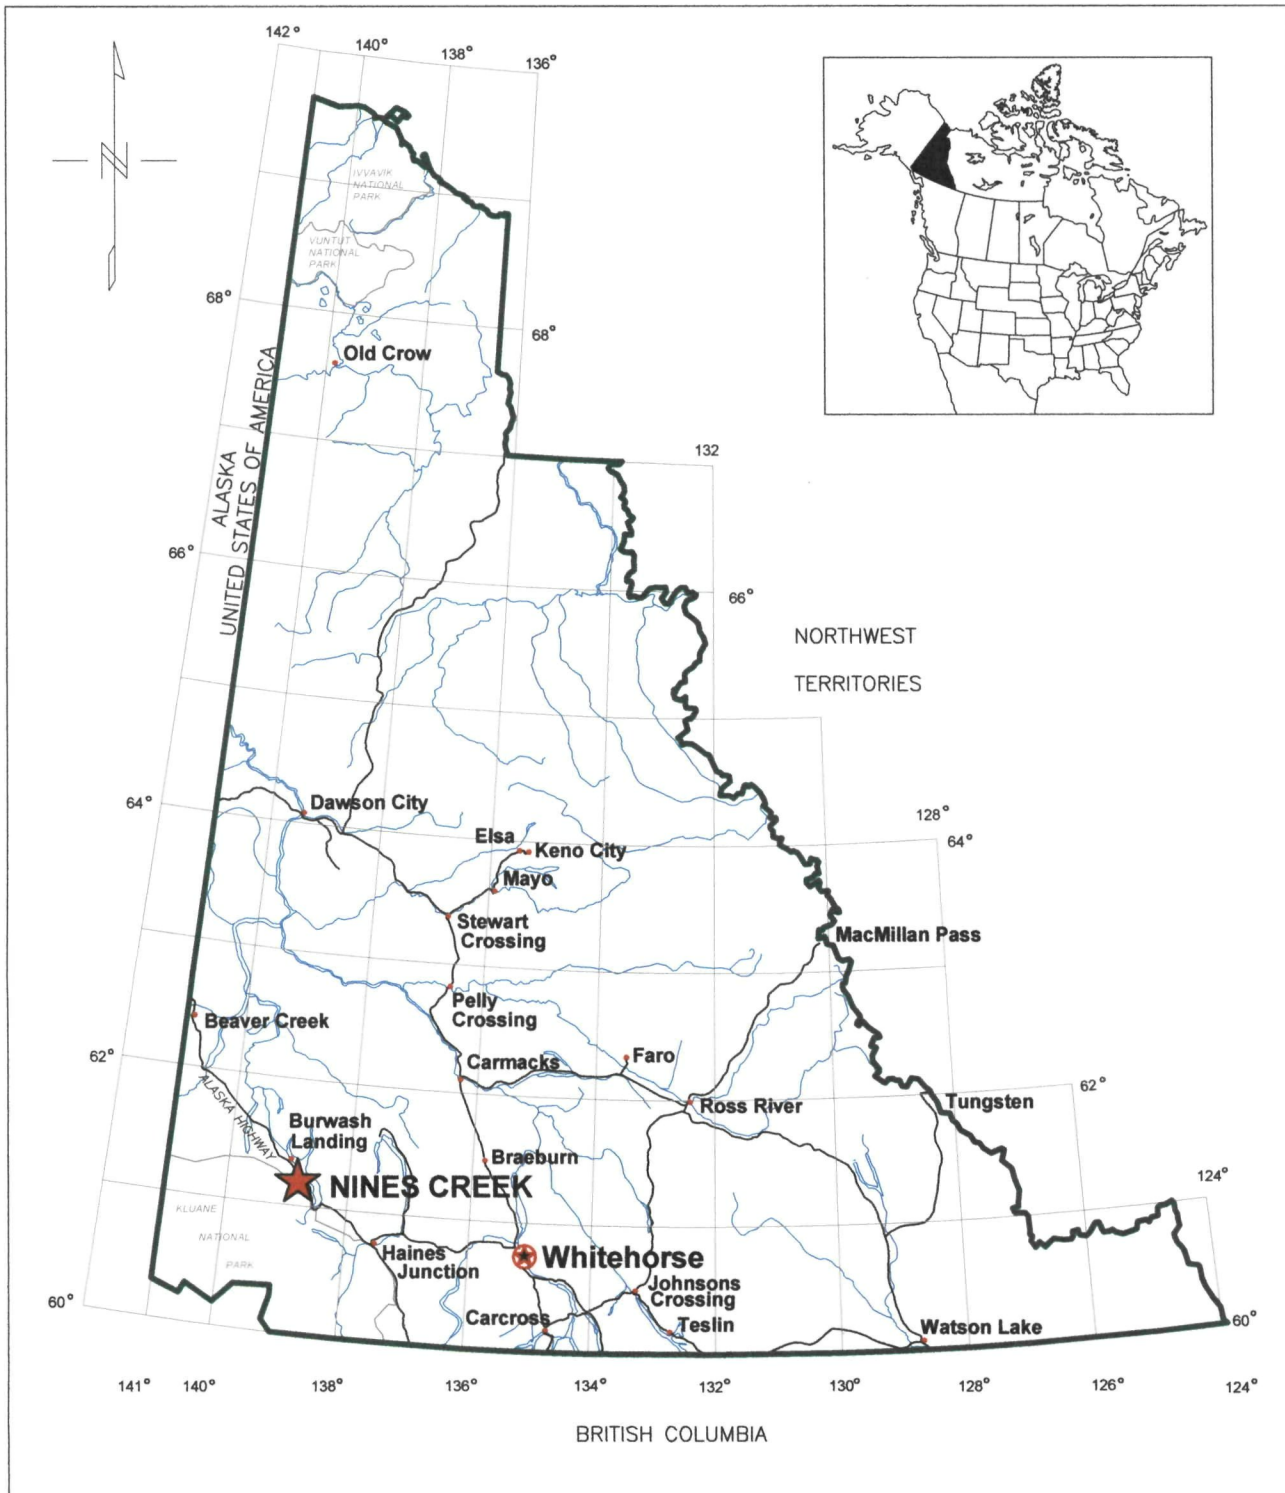 142°
140°
138°
136°
N
IVVAVIK
NATIONAL
PARK
VUNTUT
NATIONAL
PARK
68°
68°
Old Crow
ALASKA
UNITED STATES OF AMERICA
132
66°
66°
NORTHWEST
TERRITORIES
64°
Dawson City
128°
64°
Elsa
Keno City
Mayo
Stewart
Crossing
MacMillan Pass
Pelly
Crossing
Beaver Creek
62°
Carmacks
Faro
62°
ALASKA HIGHWAY
Ross River
Tungsten
Burwash
Landing
Braeburn
124°
NINES CREEK
KLUANE
NATIONAL
PARK
Haines
Junction
Whitehorse
Johnsons
Crossing
60°
Carcross
Teslin
Watson Lake
60°
141°
140°
138°
136°
134°
132°
130°
128°
126°
124°
BRITISH COLUMBIA